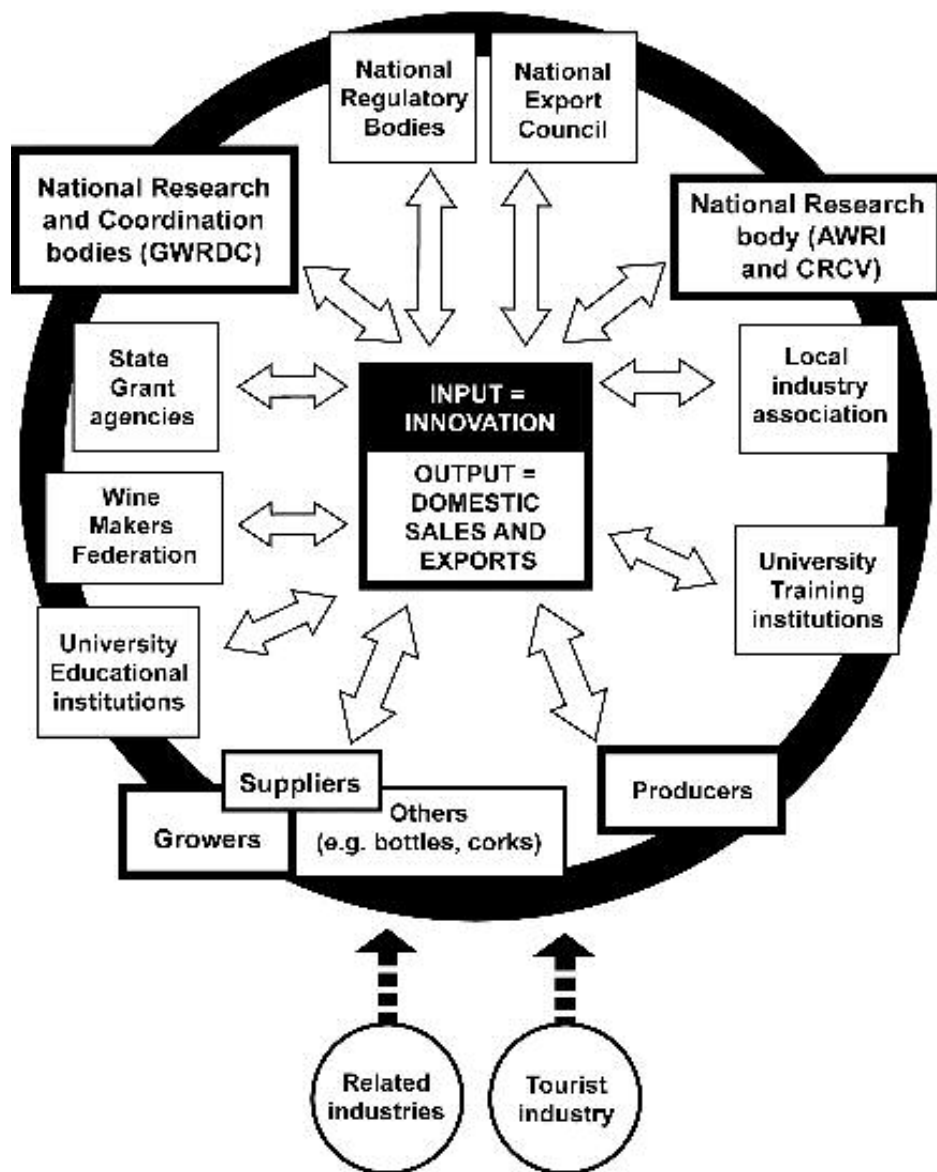 National
Regulatory
Bodies
National
Export
Council
National Research
and Coordination
bodies (GWRDC)
National Research
body (AWRI
and CRCV)
State
Grant
agencies
Local
industry
association
INPUT =
INNOVATION
OUTPUT =
DOMESTIC
SALES AND
EXPORTS
Wine
Makers
Federation
University
Training
institutions
University
Educational
institutions
Suppliers
Growers
Others
(e.g. bottles, corks)
Producers
Related
industries
Tourist
industry